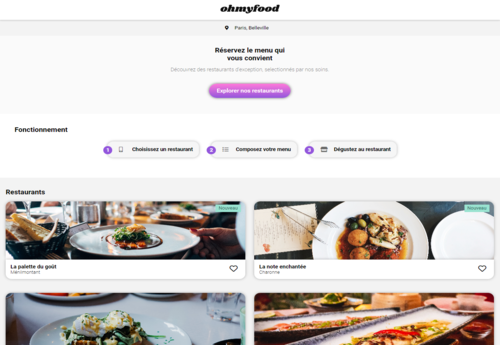 ohmyfood
Paris, Belleville
Réservez le menu qui
vous convient
Découvrez des restaurants d'exception, sélectionnés par nos soins.
Explorer nos restaurants
Fonctionnement
1 Choisissez un restaurant
2 Composez votre menu
3 Dégustez au restaurant
Restaurants
Nouveau
Nouveau
La palette du goût
Ménilmontant
La note enchantée
Charonne